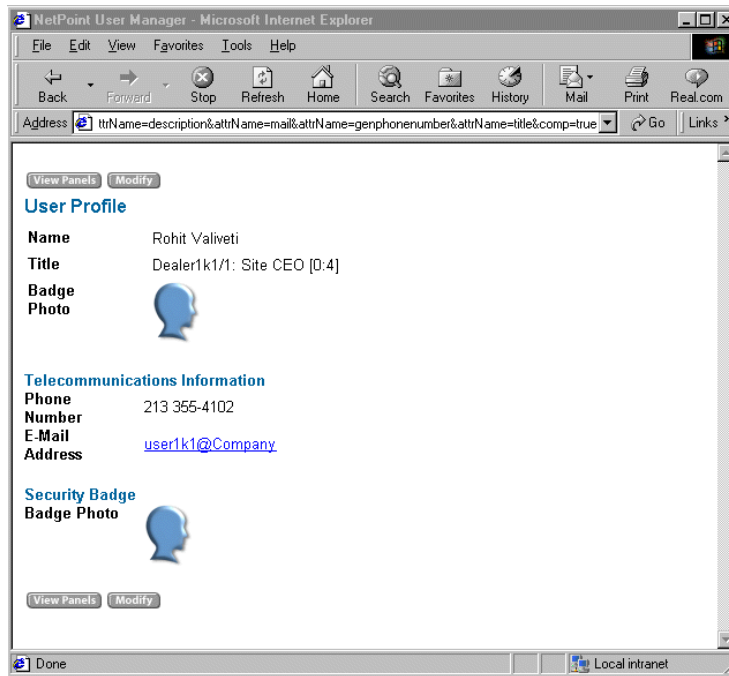 NetPoint User Manager - Microsoft Internet Explorer
File Edit View Favorites Tools Help
Back Forward Stop Refresh Home Search Favorites History Mail Print Real.com
Address ttrName=description&attrName=mail&attrName=genphonenumber&attrName=title&comp=true Go Links
View Panels Modify
User Profile
Name Rohit Valiveti
Title Dealer1k1/1: Site CEO [0:4]
Badge
Photo
Telecommunications Information
Phone
Number 213 355-4102
E-Mail
Address user1k1@Company
Security Badge
Badge Photo
View Panels Modify
Done Local intranet